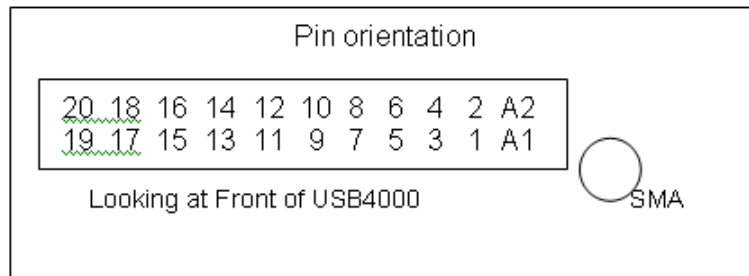 Pin orientation
20 18 16 14 12 10 8 6 4 2 A2
19 17 15 13 11 9 7 5 3 1 A1
Looking at Front of USB4000
SMA